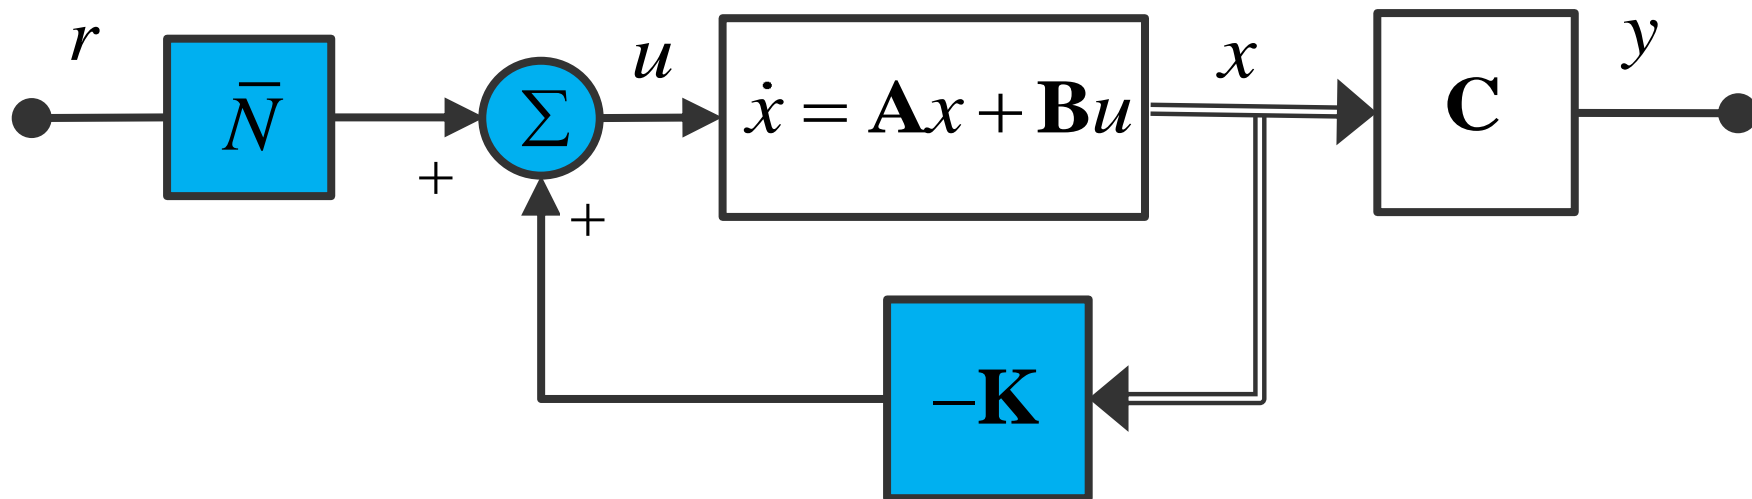 r
N̄
+
Σ
+
u
ẋ = Ax + Bu
x
C
y
−K